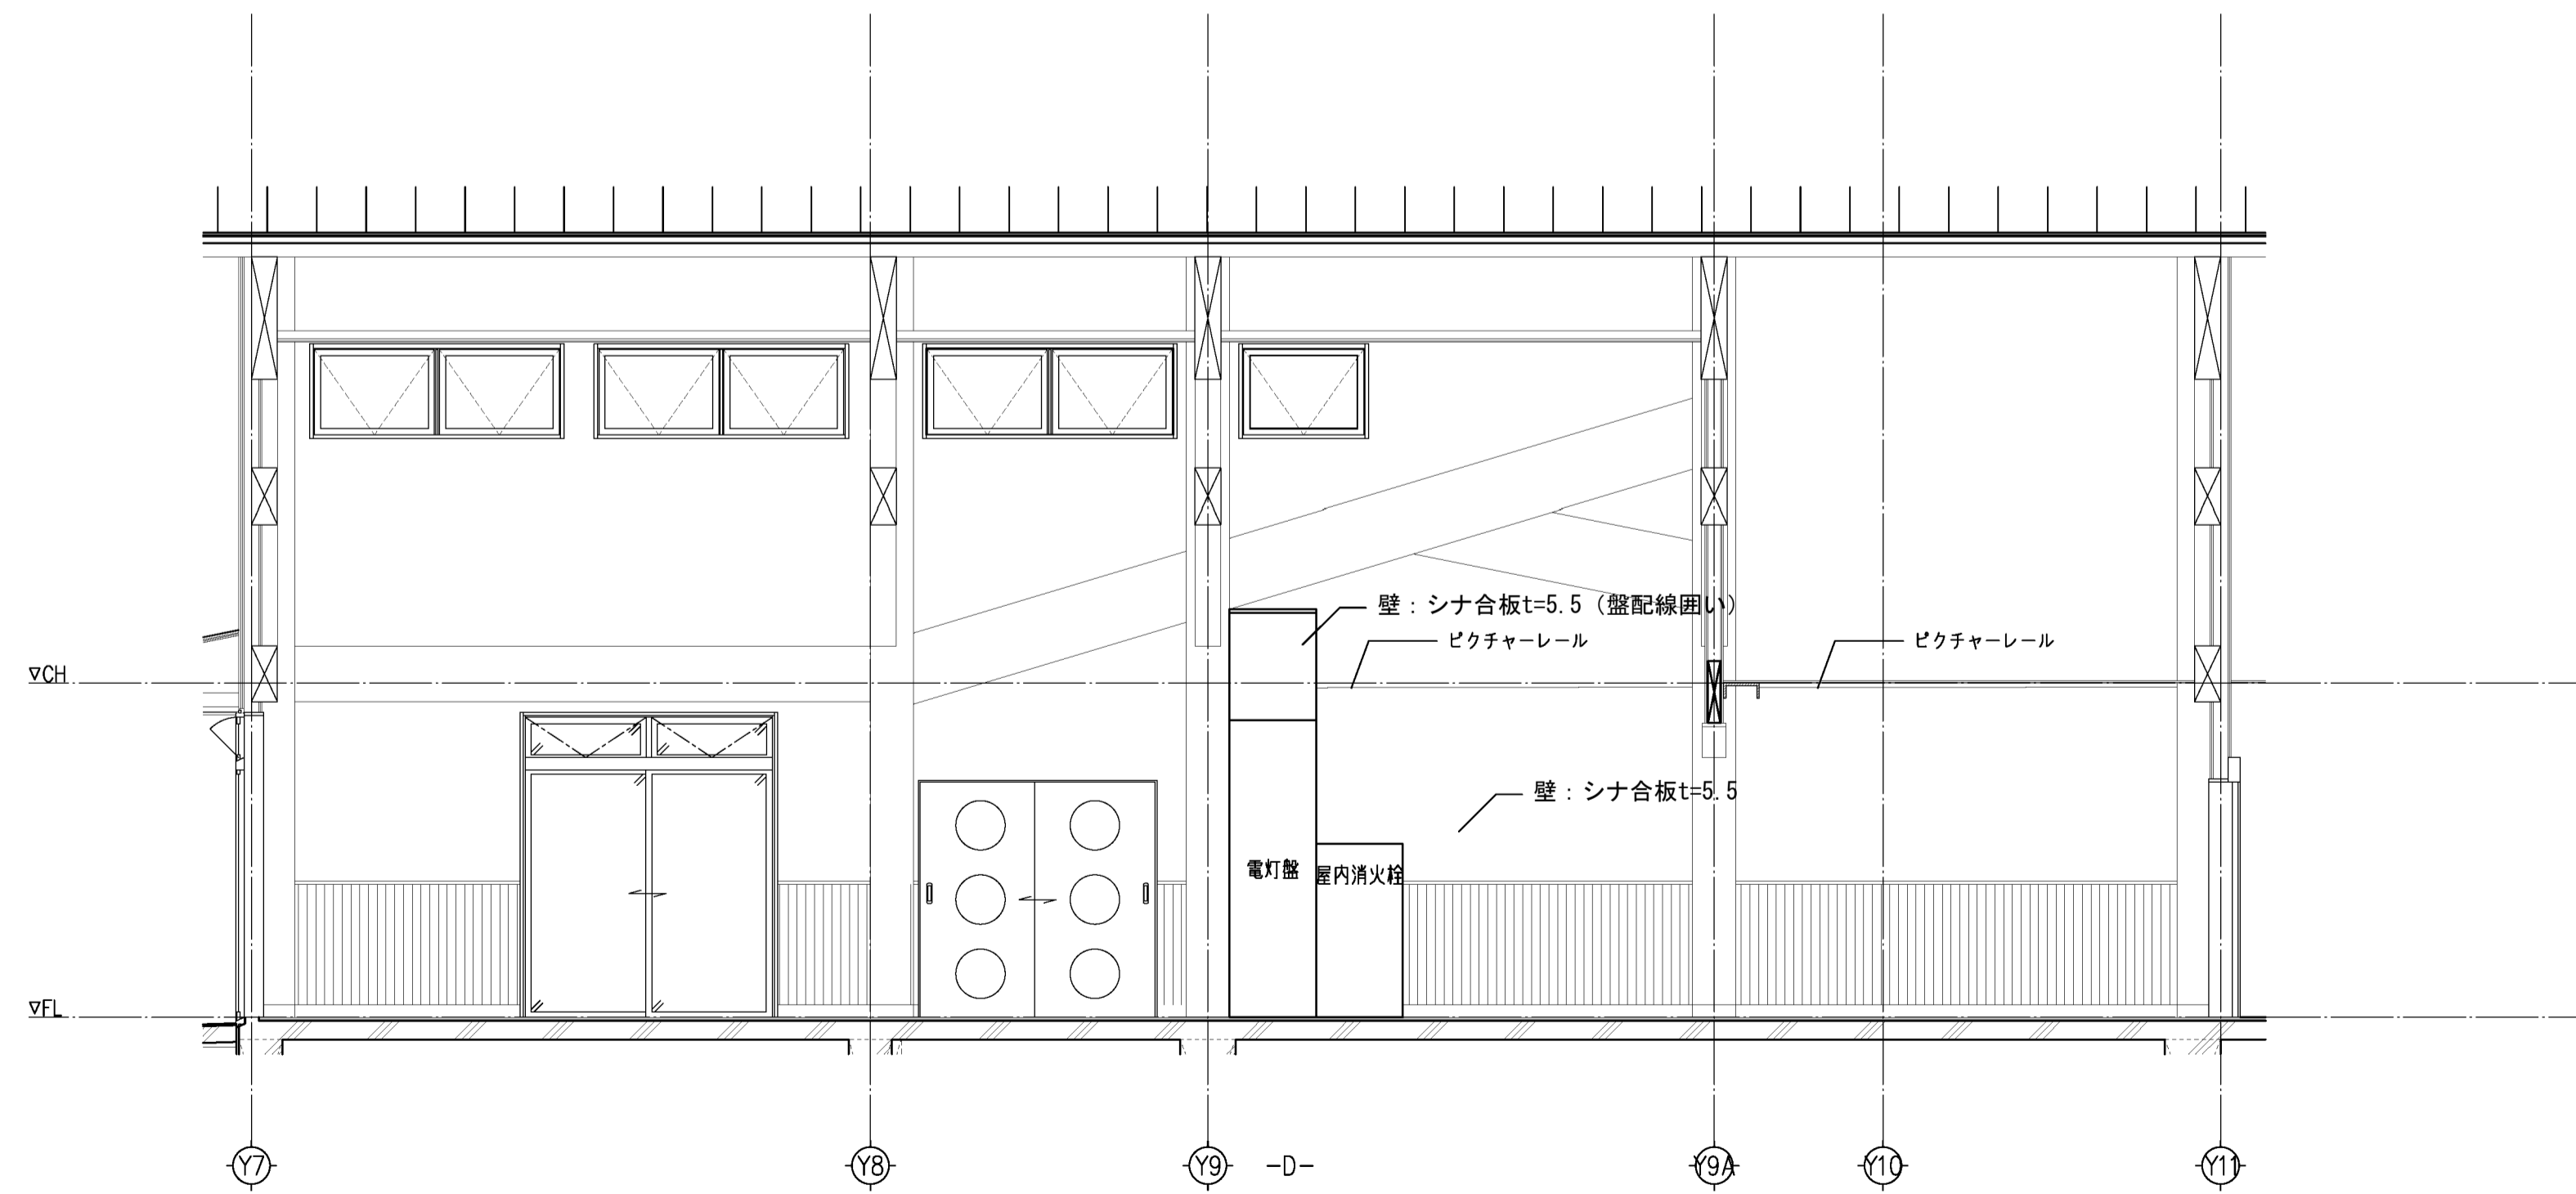 壁：シナ合板t=5.5（盤配線囲い）
ピクチャーレール
ピクチャーレール
▽CH
壁：シナ合板t=5.5
電灯盤
屋内消火栓
▽FL
Y7
Y8
Y9
-D-
Y9A
Y10
Y11